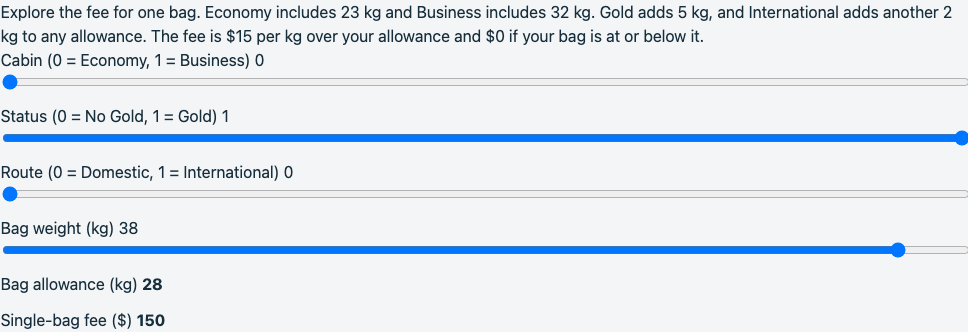 Explore the fee for one bag. Economy includes 23 kg and Business includes 32 kg. Gold adds 5 kg, and International adds another 2
kg to any allowance. The fee is $15 per kg over your allowance and $0 if your bag is at or below it.
Cabin (0 = Economy, 1 = Business) 0
Status (0 = No Gold, 1 = Gold) 1
Route (0 = Domestic, 1 = International) 0
Bag weight (kg) 38
Bag allowance (kg) 28
Single-bag fee ($) 150